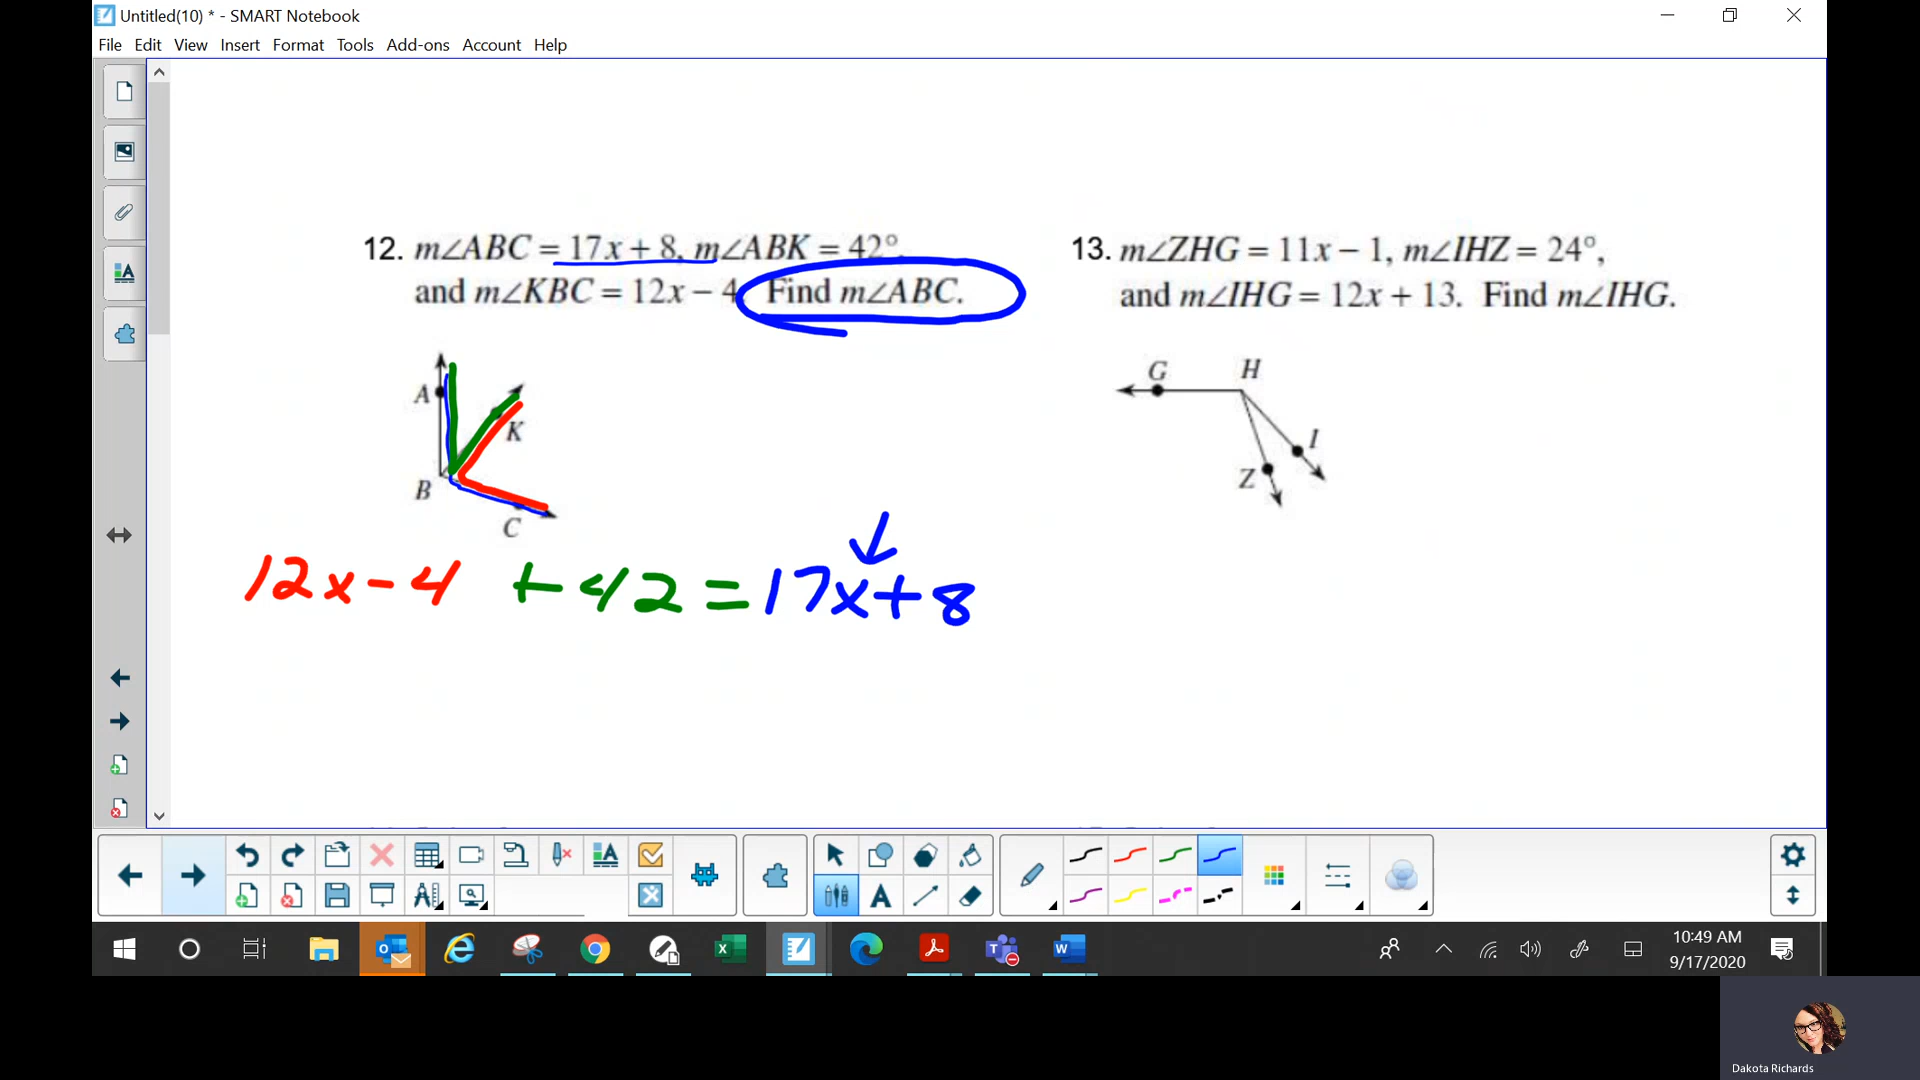 Untitled(10) * - SMART Notebook
File Edit View Insert Format Tools Add-ons Account Help
12. m∠ABC = 17x + 8, m∠ABK = 42°,
and m∠KBC = 12x − 4 Find m∠ABC.
A
K
B
C
12x − 4 + 42 = 17x + 8
13. m∠ZHG = 11x − 1, m∠IHZ = 24°,
and m∠IHG = 12x + 13. Find m∠IHG.
G H
I
Z
10:49 AM
9/17/2020
Dakota Richards